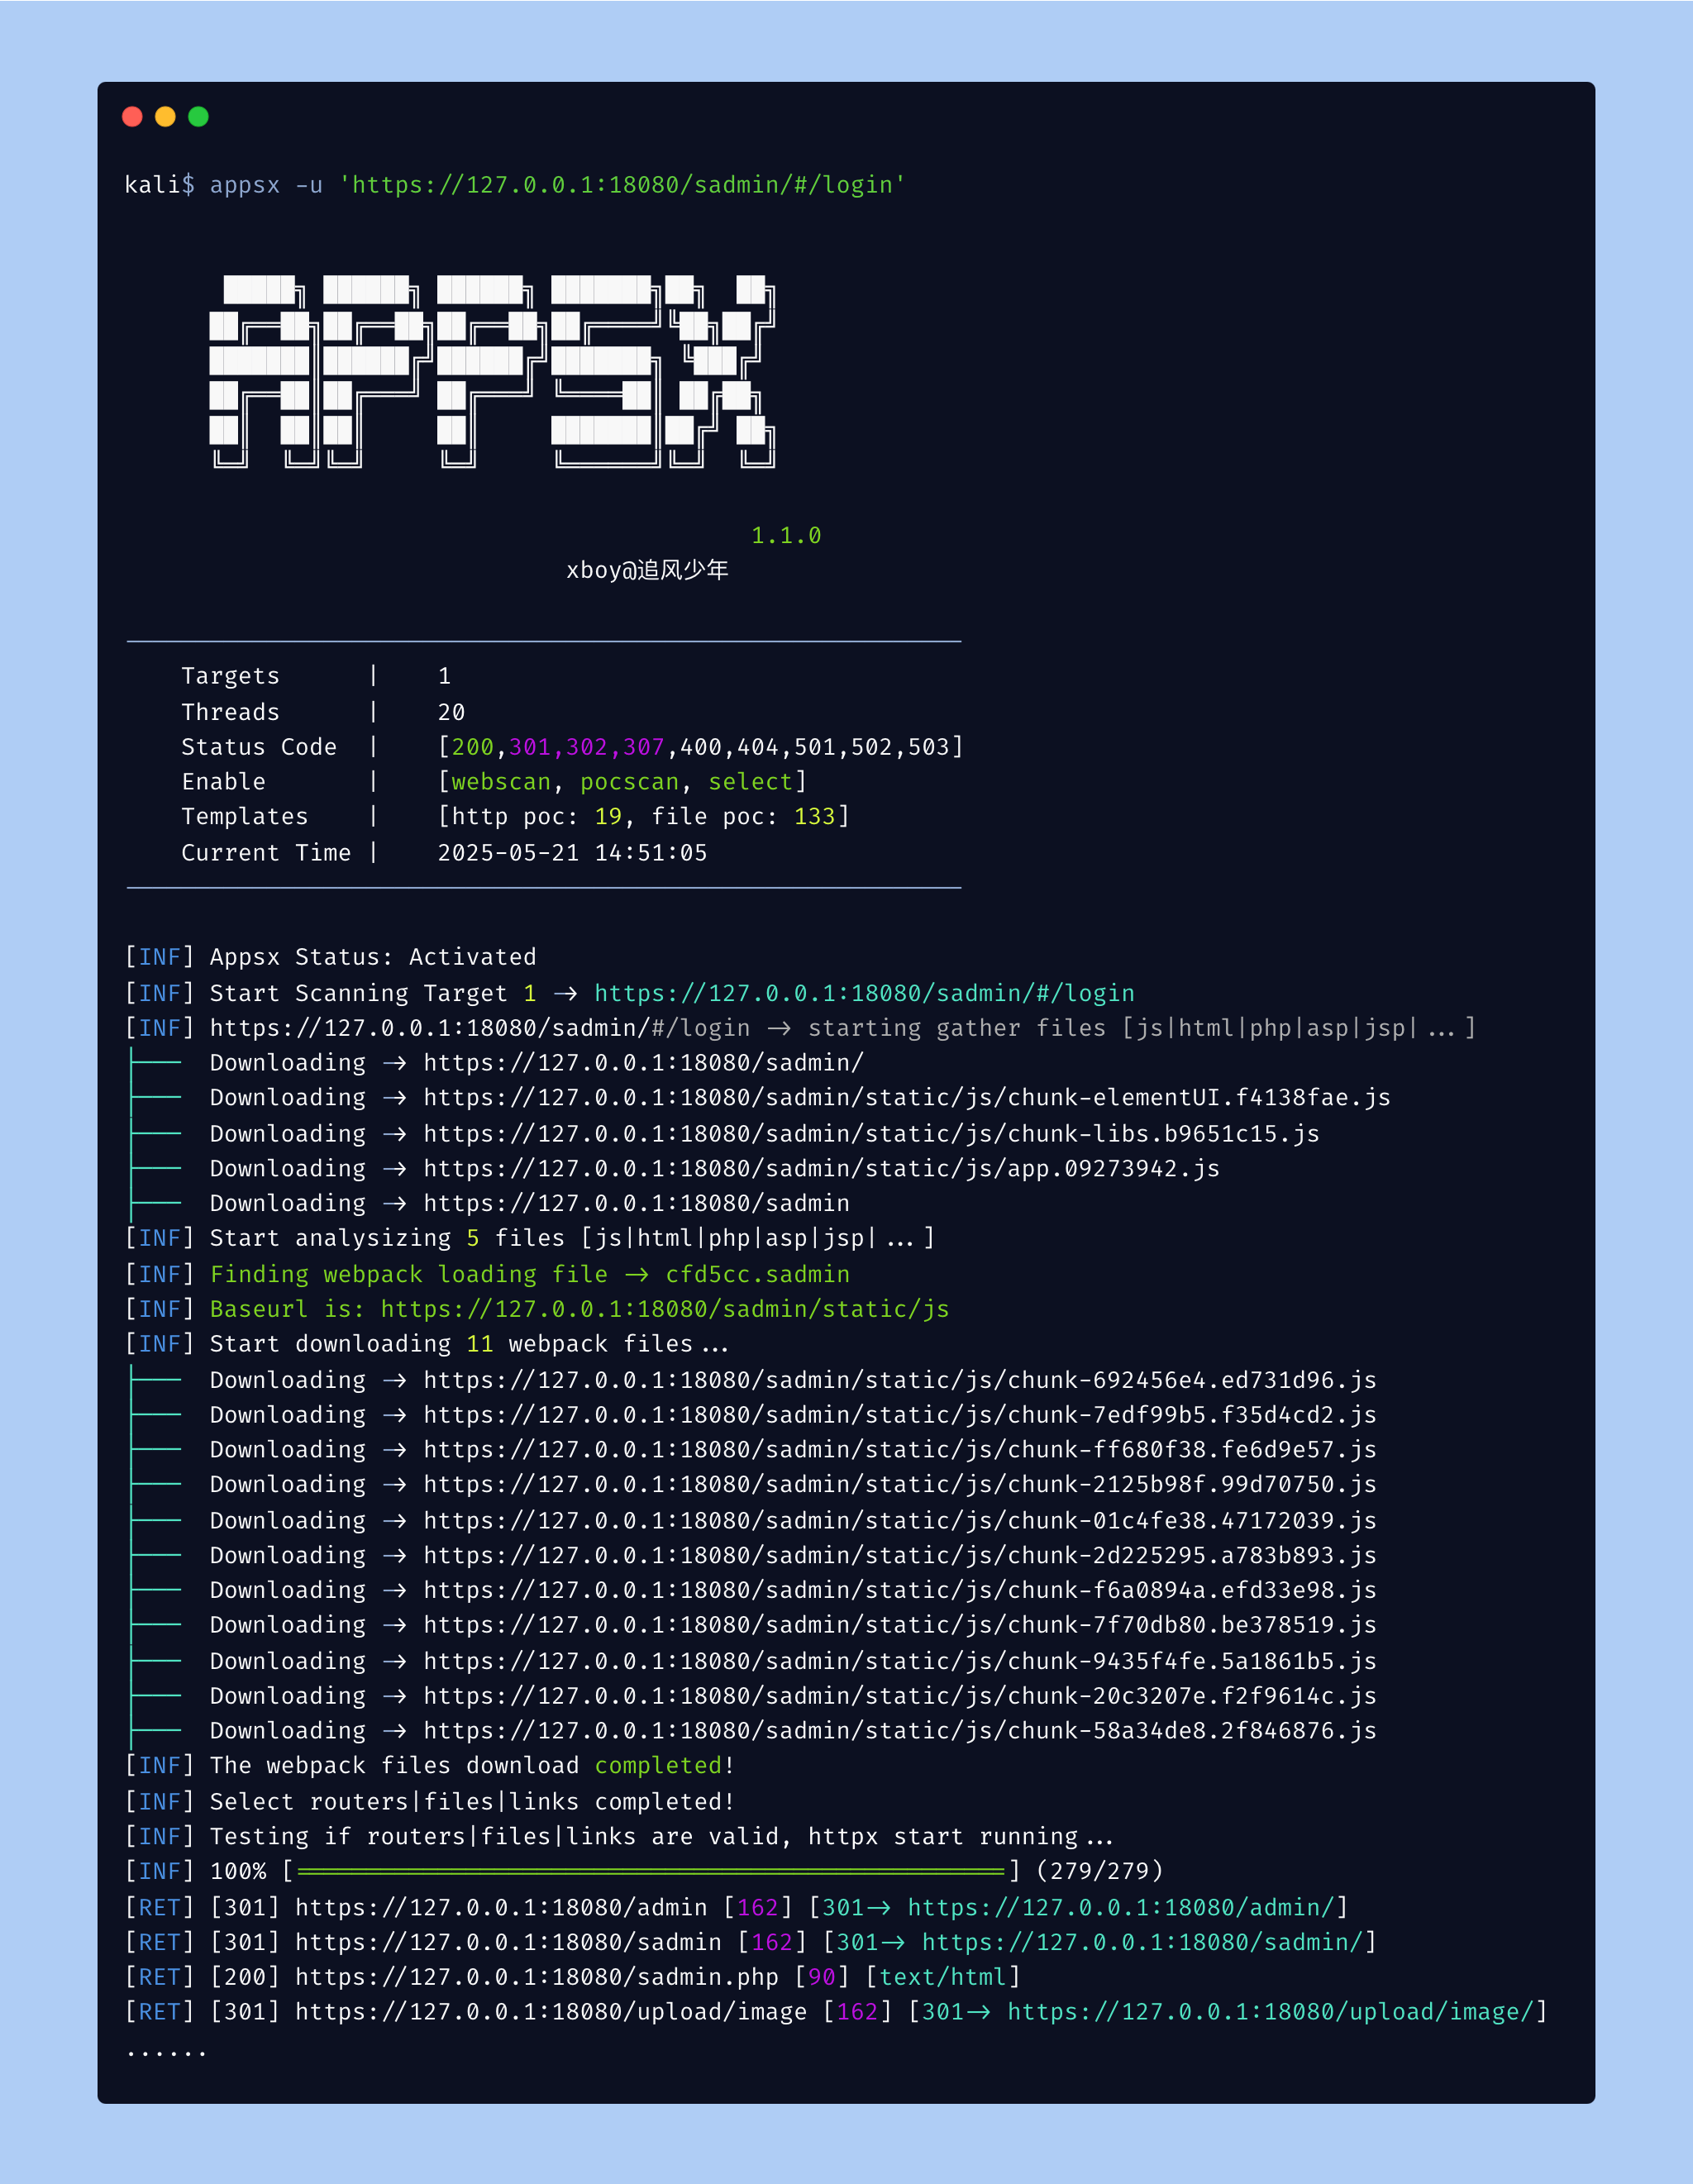 kali$ appsx -u 'https://127.0.0.1:18080/sadmin/#/login'
APPSX
1.1.0
xboy@追风少年
Targets | 1
Threads | 20
Status Code | [200,301,302,307,400,404,501,502,503]
Enable | [webscan, pocscan, select]
Templates | [http poc: 19, file poc: 133]
Current Time | 2025-05-21 14:51:05
[INF] Appsx Status: Activated
[INF] Start Scanning Target 1 -> https://127.0.0.1:18080/sadmin/#/login
[INF] https://127.0.0.1:18080/sadmin/#/login -> starting gather files [js|html|php|asp|jsp|...]
├── Downloading -> https://127.0.0.1:18080/sadmin/
├── Downloading -> https://127.0.0.1:18080/sadmin/static/js/chunk-elementUI.f4138fae.js
├── Downloading -> https://127.0.0.1:18080/sadmin/static/js/chunk-libs.b9651c15.js
├── Downloading -> https://127.0.0.1:18080/sadmin/static/js/app.09273942.js
├── Downloading -> https://127.0.0.1:18080/sadmin
[INF] Start analysizing 5 files [js|html|php|asp|jsp|...]
[INF] Finding webpack loading file -> cfd5cc.sadmin
[INF] Baseurl is: https://127.0.0.1:18080/sadmin/static/js
[INF] Start downloading 11 webpack files...
├── Downloading -> https://127.0.0.1:18080/sadmin/static/js/chunk-692456e4.ed731d96.js
├── Downloading -> https://127.0.0.1:18080/sadmin/static/js/chunk-7edf99b5.f35d4cd2.js
├── Downloading -> https://127.0.0.1:18080/sadmin/static/js/chunk-ff680f38.fe6d9e57.js
├── Downloading -> https://127.0.0.1:18080/sadmin/static/js/chunk-2125b98f.99d70750.js
├── Downloading -> https://127.0.0.1:18080/sadmin/static/js/chunk-01c4fe38.47172039.js
├── Downloading -> https://127.0.0.1:18080/sadmin/static/js/chunk-2d225295.a783b893.js
├── Downloading -> https://127.0.0.1:18080/sadmin/static/js/chunk-f6a0894a.efd33e98.js
├── Downloading -> https://127.0.0.1:18080/sadmin/static/js/chunk-7f70db80.be378519.js
├── Downloading -> https://127.0.0.1:18080/sadmin/static/js/chunk-9435f4fe.5a1861b5.js
├── Downloading -> https://127.0.0.1:18080/sadmin/static/js/chunk-20c3207e.f2f9614c.js
├── Downloading -> https://127.0.0.1:18080/sadmin/static/js/chunk-58a34de8.2f846876.js
[INF] The webpack files download completed!
[INF] Select routers|files|links completed!
[INF] Testing if routers|files|links are valid, httpx start running...
[INF] 100% [==================================================] (279/279)
[RET] [301] https://127.0.0.1:18080/admin [162] [301-> https://127.0.0.1:18080/admin/]
[RET] [301] https://127.0.0.1:18080/sadmin [162] [301-> https://127.0.0.1:18080/sadmin/]
[RET] [200] https://127.0.0.1:18080/sadmin.php [90] [text/html]
[RET] [301] https://127.0.0.1:18080/upload/image [162] [301-> https://127.0.0.1:18080/upload/image/]
......